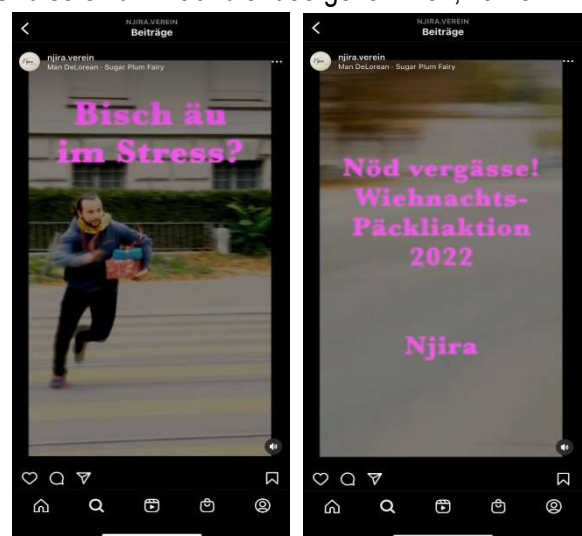 NJIRA.VEREIN
Beiträge
njira.verein
Man DeLorean · Sugar Plum Fairy
Bisch äu
im Stress?
NJIRA.VEREIN
Beiträge
njira.verein
Man DeLorean · Sugar Plum Fairy
Nöd vergässe!
Wiehnachts-
Päckliaktion
2022
Njira